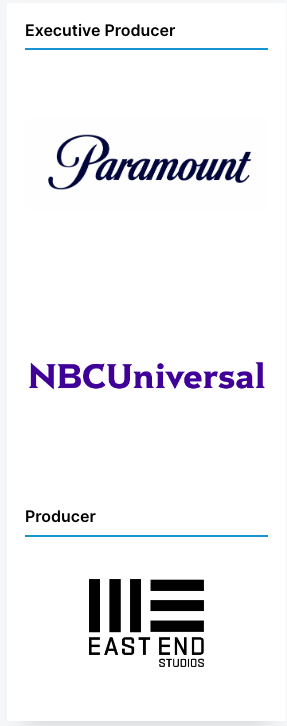 Executive Producer
Paramount
NBCUniversal
Producer
EAST END
STUDIOS